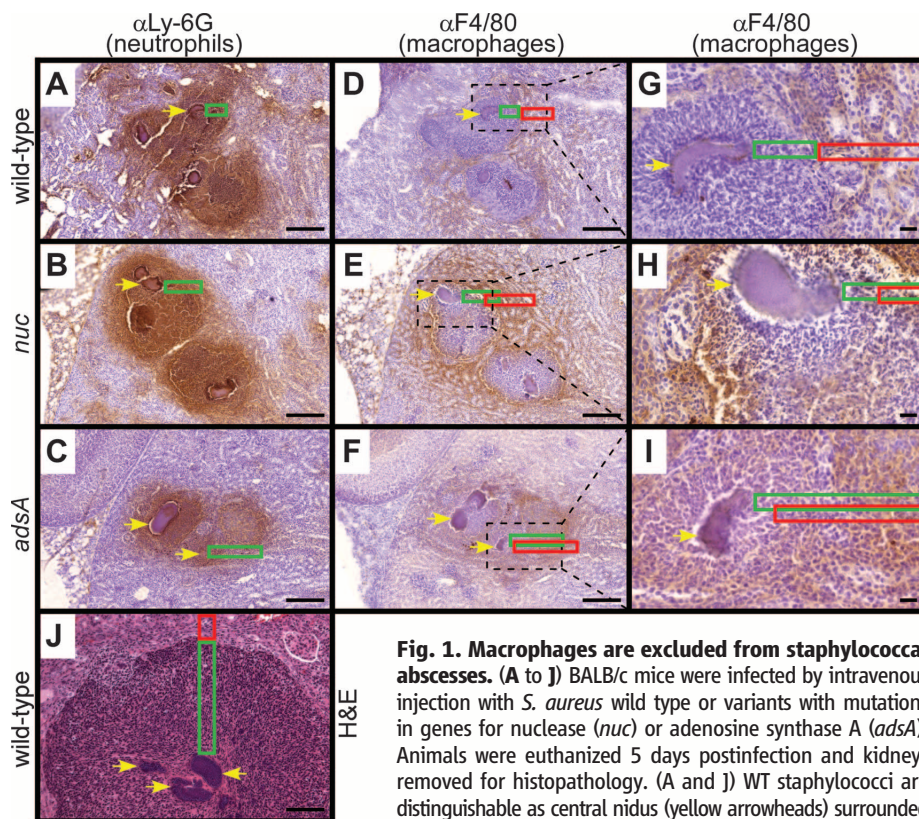 αLy-6G
(neutrophils)
αF4/80
(macrophages)
αF4/80
(macrophages)
wild-type
A
D
G
nuc
B
E
H
adsA
C
F
I
wild-type
J
H&E
Fig. 1. Macrophages are excluded from staphylococca
abscesses. (A to J) BALB/c mice were infected by intravenou
injection with S. aureus wild type or variants with mutation
in genes for nuclease (nuc) or adenosine synthase A (adsA)
Animals were euthanized 5 days postinfection and kidney
removed for histopathology. (A and J) WT staphylococci ar
distinguishable as central nidus (yellow arrowheads) surrounde